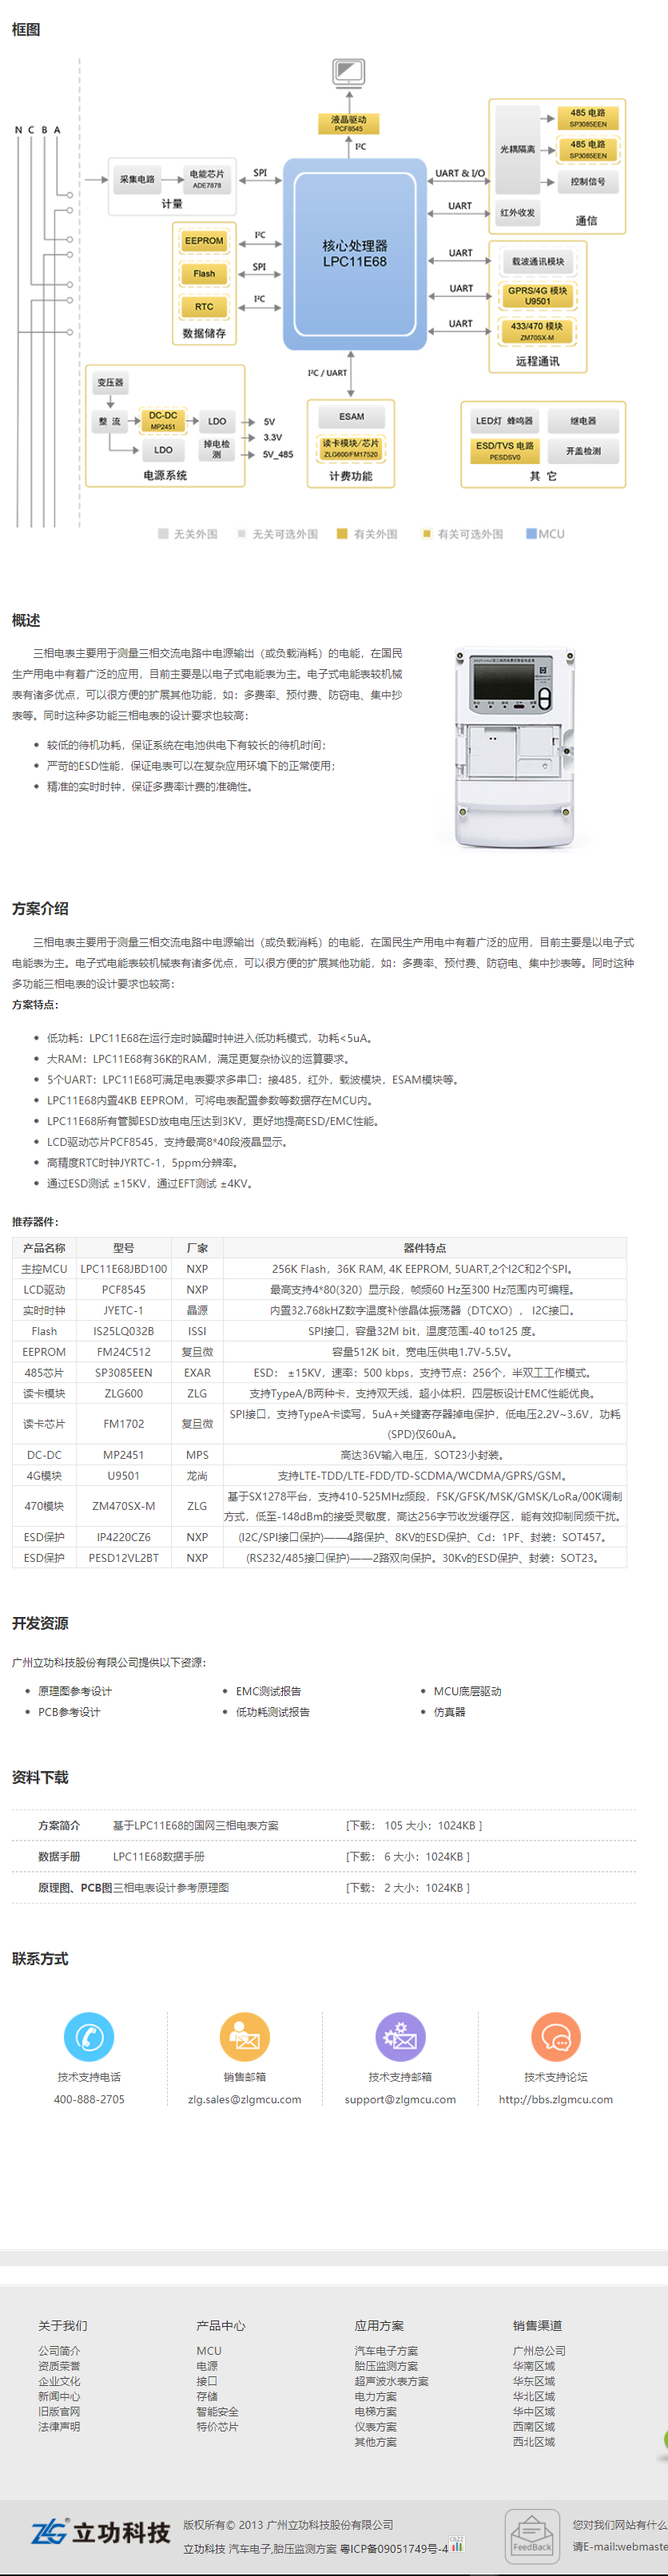 框图
N C B A
液晶驱动
PCF8545
I²C
采集电路
电能芯片
ADE7878
计量
SPI
EEPROM
I²C
Flash
SPI
RTC
I²C
数据储存
核心处理器
LPC11E68
UART & I/O
UART
光耦隔离
485 电路
SP3085EEN
485 电路
SP3085EEN
控制信号
红外收发
通信
UART
载波通讯模块
UART
GPRS/4G 模块
U9501
UART
433/470 模块
ZM70SX-M
远程通讯
I²C / UART
变压器
整 流
DC-DC
MP2451
LDO
LDO
掉电检测
5V
3.3V
5V_485
电源系统
ESAM
读卡模块/芯片
ZLG600/FM17520
计费功能
LED灯 蜂鸣器
继电器
ESD/TVS 电路
PESDSV0
开盖检测
其 它
无关外围 无关可选外围 有关外围 有关可选外围 MCU
概述
三相电表主要用于测量三相交流电路中电源输出（或负载消耗）的电能，在国民
生产用电中有着广泛的应用，目前主要是以电子式电能表为主。电子式电能表较机械
表有诸多优点，可以很方便的扩展其他功能，如：多费率、预付费、防窃电、集中抄
表等。同时这种多功能三相电表的设计要求也较高：
较低的待机功耗，保证系统在电池供电下有较长的待机时间；
严苛的ESD性能，保证电表可以在复杂应用环境下的正常使用；
精准的实时时钟，保证多费率计费的准确性。
方案介绍
三相电表主要用于测量三相交流电路中电源输出（或负载消耗）的电能，在国民生产用电中有着广泛的应用，目前主要是以电子式
电能表为主。电子式电能表较机械表有诸多优点，可以很方便的扩展其他功能，如：多费率、预付费、防窃电、集中抄表等。同时这种
多功能三相电表的设计要求也较高：
方案特点：
低功耗：LPC11E68在运行定时唤醒时钟进入低功耗模式，功耗<5uA。
大RAM：LPC11E68有36K的RAM，满足更复杂协议的运算要求。
5个UART：LPC11E68可满足电表要求多串口：接485，红外，载波模块，ESAM模块等。
LPC11E68内置4KB EEPROM，可将电表配置参数等数据存在MCU内。
LPC11E68所有管脚ESD放电电压达到3KV，更好地提高ESD/EMC性能。
LCD驱动芯片PCF8545，支持最高8*40段液晶显示。
高精度RTC时钟JYRTC-1，5ppm分辨率。
通过ESD测试 ±15KV，通过EFT测试 ±4KV。
推荐器件：
产品名称 型号 厂家 器件特点
主控MCU LPC11E68JBD100 NXP 256K Flash，36K RAM, 4K EEPROM, 5UART,2个I2C和2个SPI。
LCD驱动 PCF8545 NXP 最高支持4*80(320）显示段，帧频60 Hz至300 Hz范围内可编程。
实时时钟 JYETC-1 晶源 内置32.768kHZ数字温度补偿晶体振荡器（DTCXO），I2C接口。
Flash IS25LQ032B ISSI SPI接口，容量32M bit，温度范围-40 to125 度。
EEPROM FM24C512 复旦微 容量512K bit，宽电压供电1.7V-5.5V。
485芯片 SP3085EEN EXAR ESD： ±15KV，速率：500 kbps，支持节点：256个，半双工工作模式。
读卡模块 ZLG600 ZLG 支持TypeA/B两种卡，支持双天线，超小体积，四层板设计EMC性能优良。
读卡芯片 FM1702 复旦微 SPI接口，支持TypeA卡读写，5uA+关键寄存器掉电保护，低电压2.2V~3.6V，功耗
(SPD)仅60uA。
DC-DC MP2451 MPS 高达36V输入电压，SOT23小封装。
4G模块 U9501 龙尚 支持LTE-TDD/LTE-FDD/TD-SCDMA/WCDMA/GPRS/GSM。
470模块 ZM470SX-M ZLG 基于SX1278平台，支持410-525MHz频段，FSK/GFSK/MSK/GMSK/LoRa/00K调制
方式，低至-148dBm的接受灵敏度，高达256字节收发缓存区，能有效抑制同频干扰。
ESD保护 IP4220CZ6 NXP (I2C/SPI接口保护)——4路保护、8KV的ESD保护、Cd：1PF、封装：SOT457。
ESD保护 PESD12VL2BT NXP (RS232/485接口保护)——2路双向保护。30Kv的ESD保护、封装：SOT23。
开发资源
广州立功科技股份有限公司提供以下资源：
原理图参考设计 EMC测试报告 MCU底层驱动
PCB参考设计 低功耗测试报告 仿真器
资料下载
方案简介 基于LPC11E68的国网三相电表方案 [下载： 105 大小：1024KB ]
数据手册 LPC11E68数据手册 [下载： 6 大小：1024KB ]
原理图、PCB图 三相电表设计参考原理图 [下载： 2 大小：1024KB ]
联系方式
技术支持电话 销售邮箱 技术支持邮箱 技术支持论坛
400-888-2705 zlg.sales@zlgmcu.com support@zlgmcu.com http://bbs.zlgmcu.com
关于我们 产品中心 应用方案 销售渠道
公司简介 MCU 汽车电子方案 广州总公司
资质荣誉 电源 胎压监测方案 华南区域
企业文化 接口 超声波水表方案 华东区域
新闻中心 存储 电力方案 华北区域
旧版官网 智能安全 电梯方案 华中区域
法律声明 特价芯片 仪表方案 西南区域
其他方案 西北区域
ZLG® 立功科技
版权所有© 2013 广州立功科技股份有限公司
立功科技 汽车电子,胎压监测方案 粤ICP备09051749号-4
FeedBack
您对我们网站有什么
请E-mail:webmaste